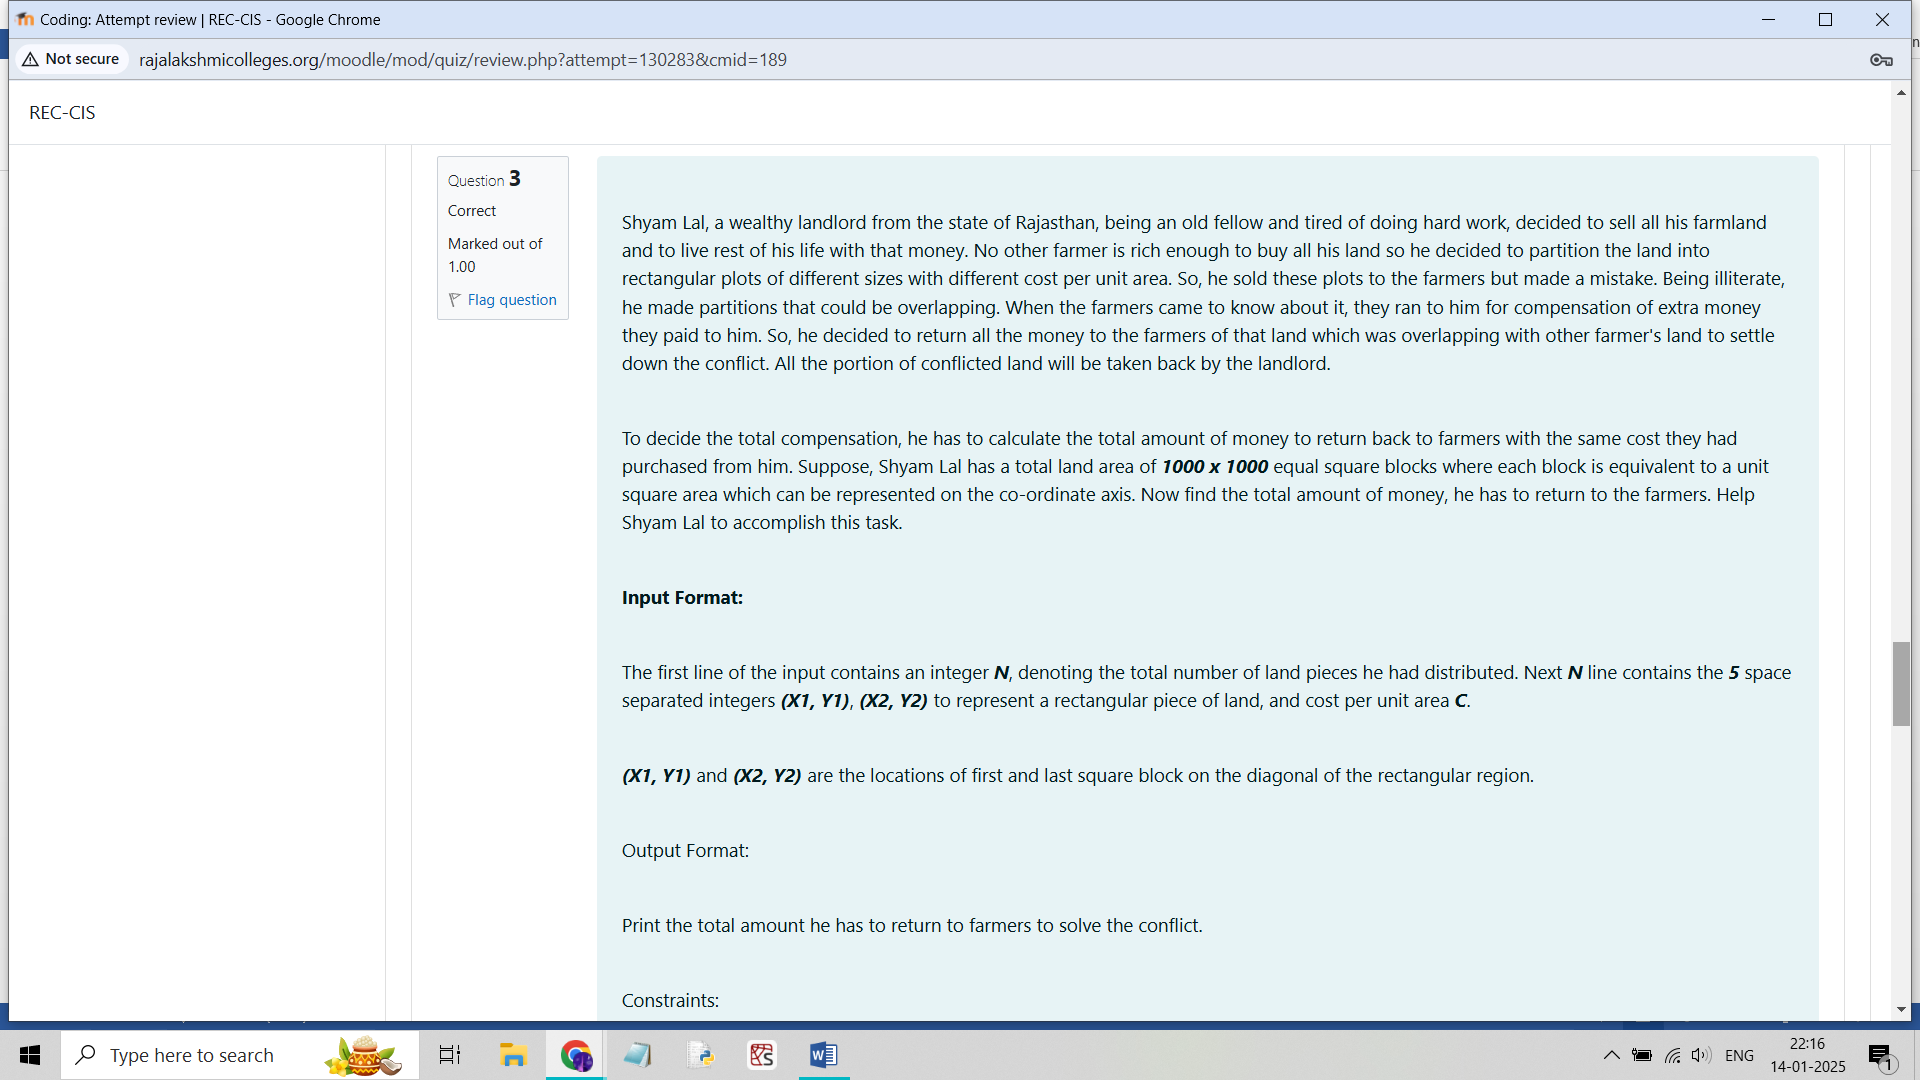 Coding: Attempt review | REC-CIS - Google Chrome
Not secure
rajalakshmicolleges.org/moodle/mod/quiz/review.php?attempt=130283&cmid=189
REC-CIS
Question 3
Correct
Marked out of
1.00
Flag question
Shyam Lal, a wealthy landlord from the state of Rajasthan, being an old fellow and tired of doing hard work, decided to sell all his farmland
and to live rest of his life with that money. No other farmer is rich enough to buy all his land so he decided to partition the land into
rectangular plots of different sizes with different cost per unit area. So, he sold these plots to the farmers but made a mistake. Being illiterate,
he made partitions that could be overlapping. When the farmers came to know about it, they ran to him for compensation of extra money
they paid to him. So, he decided to return all the money to the farmers of that land which was overlapping with other farmer's land to settle
down the conflict. All the portion of conflicted land will be taken back by the landlord.
To decide the total compensation, he has to calculate the total amount of money to return back to farmers with the same cost they had
purchased from him. Suppose, Shyam Lal has a total land area of 1000 x 1000 equal square blocks where each block is equivalent to a unit
square area which can be represented on the co-ordinate axis. Now find the total amount of money, he has to return to the farmers. Help
Shyam Lal to accomplish this task.
Input Format:
The first line of the input contains an integer N, denoting the total number of land pieces he had distributed. Next N line contains the 5 space
separated integers (X1, Y1), (X2, Y2) to represent a rectangular piece of land, and cost per unit area C.
(X1, Y1) and (X2, Y2) are the locations of first and last square block on the diagonal of the rectangular region.
Output Format:
Print the total amount he has to return to farmers to solve the conflict.
Constraints:
Type here to search
ENG
22:16
14-01-2025
1